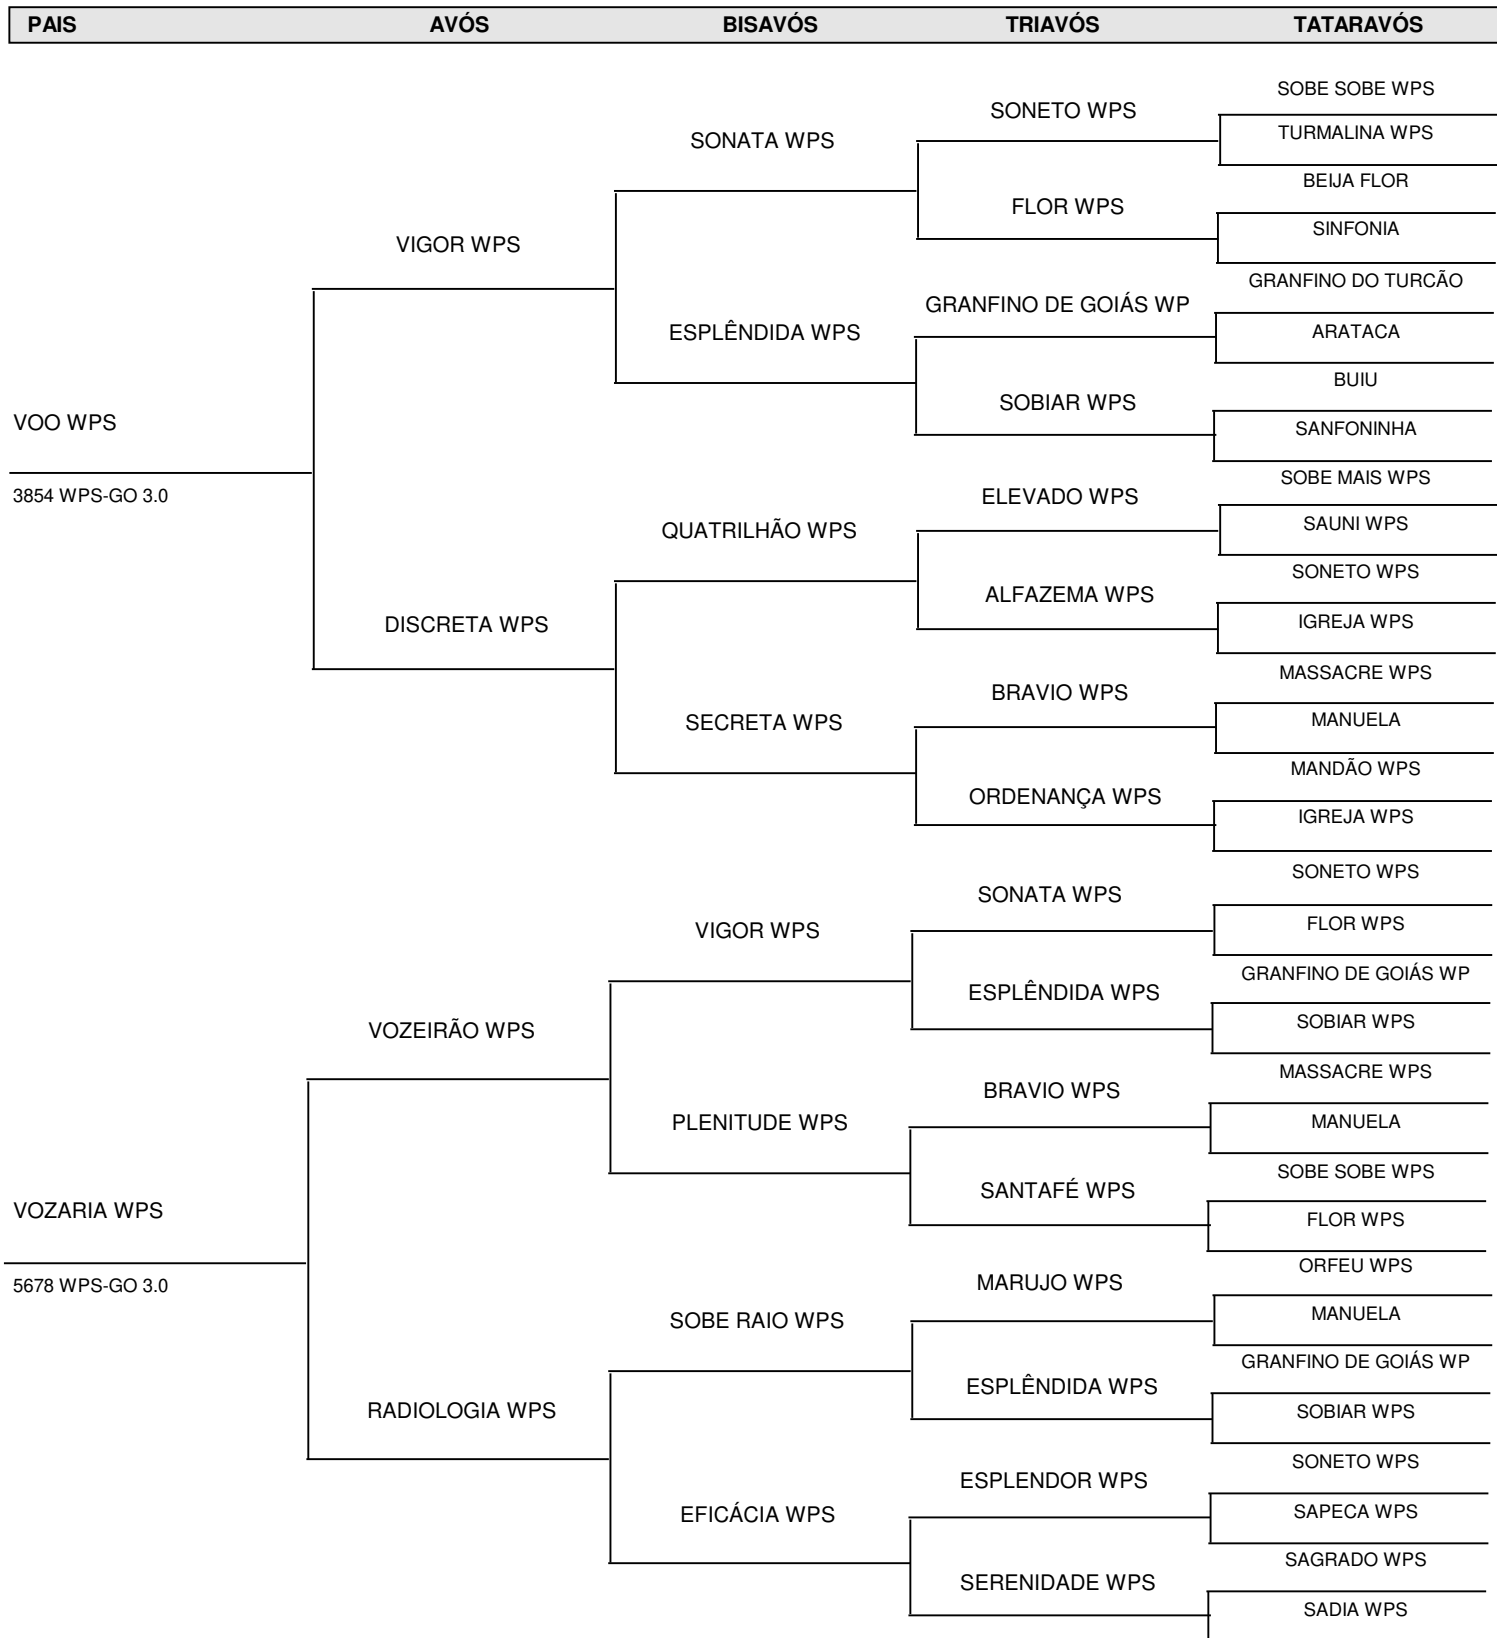 PAIS AVÓS BISAVÓS TRIAVÓS TATARAVÓS
SOBE SOBE WPS
SONETO WPS
TURMALINA WPS
SONATA WPS
BEIJA FLOR
FLOR WPS
SINFONIA
VIGOR WPS
GRANFINO DO TURCÃO
GRANFINO DE GOIÁS WP
ARATACA
ESPLÊNDIDA WPS
BUIU
SOBIAR WPS
SANFONINHA
VOO WPS
3854 WPS-GO 3.0
SOBE MAIS WPS
ELEVADO WPS
SAUNI WPS
QUATRILHÃO WPS
SONETO WPS
ALFAZEMA WPS
IGREJA WPS
DISCRETA WPS
MASSACRE WPS
BRAVIO WPS
MANUELA
SECRETA WPS
MANDÃO WPS
ORDENANÇA WPS
IGREJA WPS
SONETO WPS
SONATA WPS
FLOR WPS
VIGOR WPS
GRANFINO DE GOIÁS WP
ESPLÊNDIDA WPS
SOBIAR WPS
VOZEIRÃO WPS
MASSACRE WPS
BRAVIO WPS
MANUELA
PLENITUDE WPS
SOBE SOBE WPS
SANTAFÉ WPS
FLOR WPS
VOZARIA WPS
5678 WPS-GO 3.0
ORFEU WPS
MARUJO WPS
MANUELA
SOBE RAIO WPS
GRANFINO DE GOIÁS WP
ESPLÊNDIDA WPS
SOBIAR WPS
RADIOLOGIA WPS
SONETO WPS
ESPLENDOR WPS
SAPECA WPS
EFICÁCIA WPS
SAGRADO WPS
SERENIDADE WPS
SADIA WPS